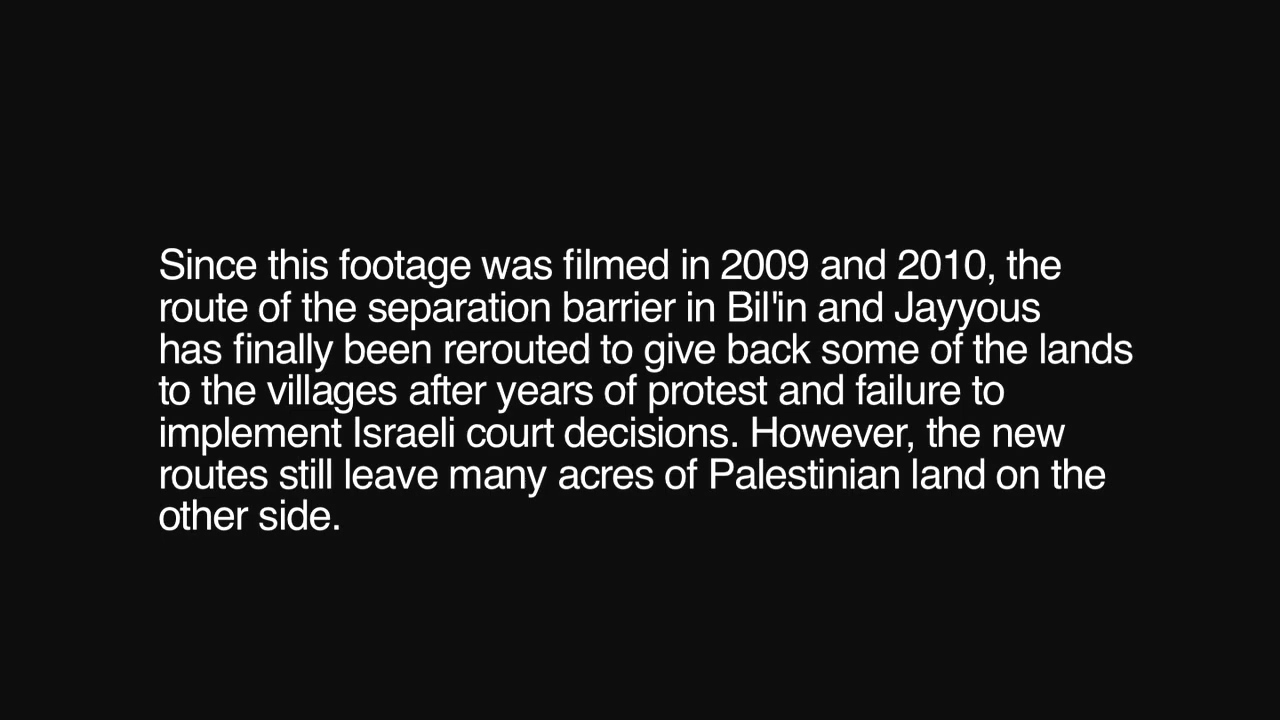 Since this footage was filmed in 2009 and 2010, the
route of the separation barrier in Bil'in and Jayyous
has finally been rerouted to give back some of the lands
to the villages after years of protest and failure to
implement Israeli court decisions. However, the new
routes still leave many acres of Palestinian land on the
other side.